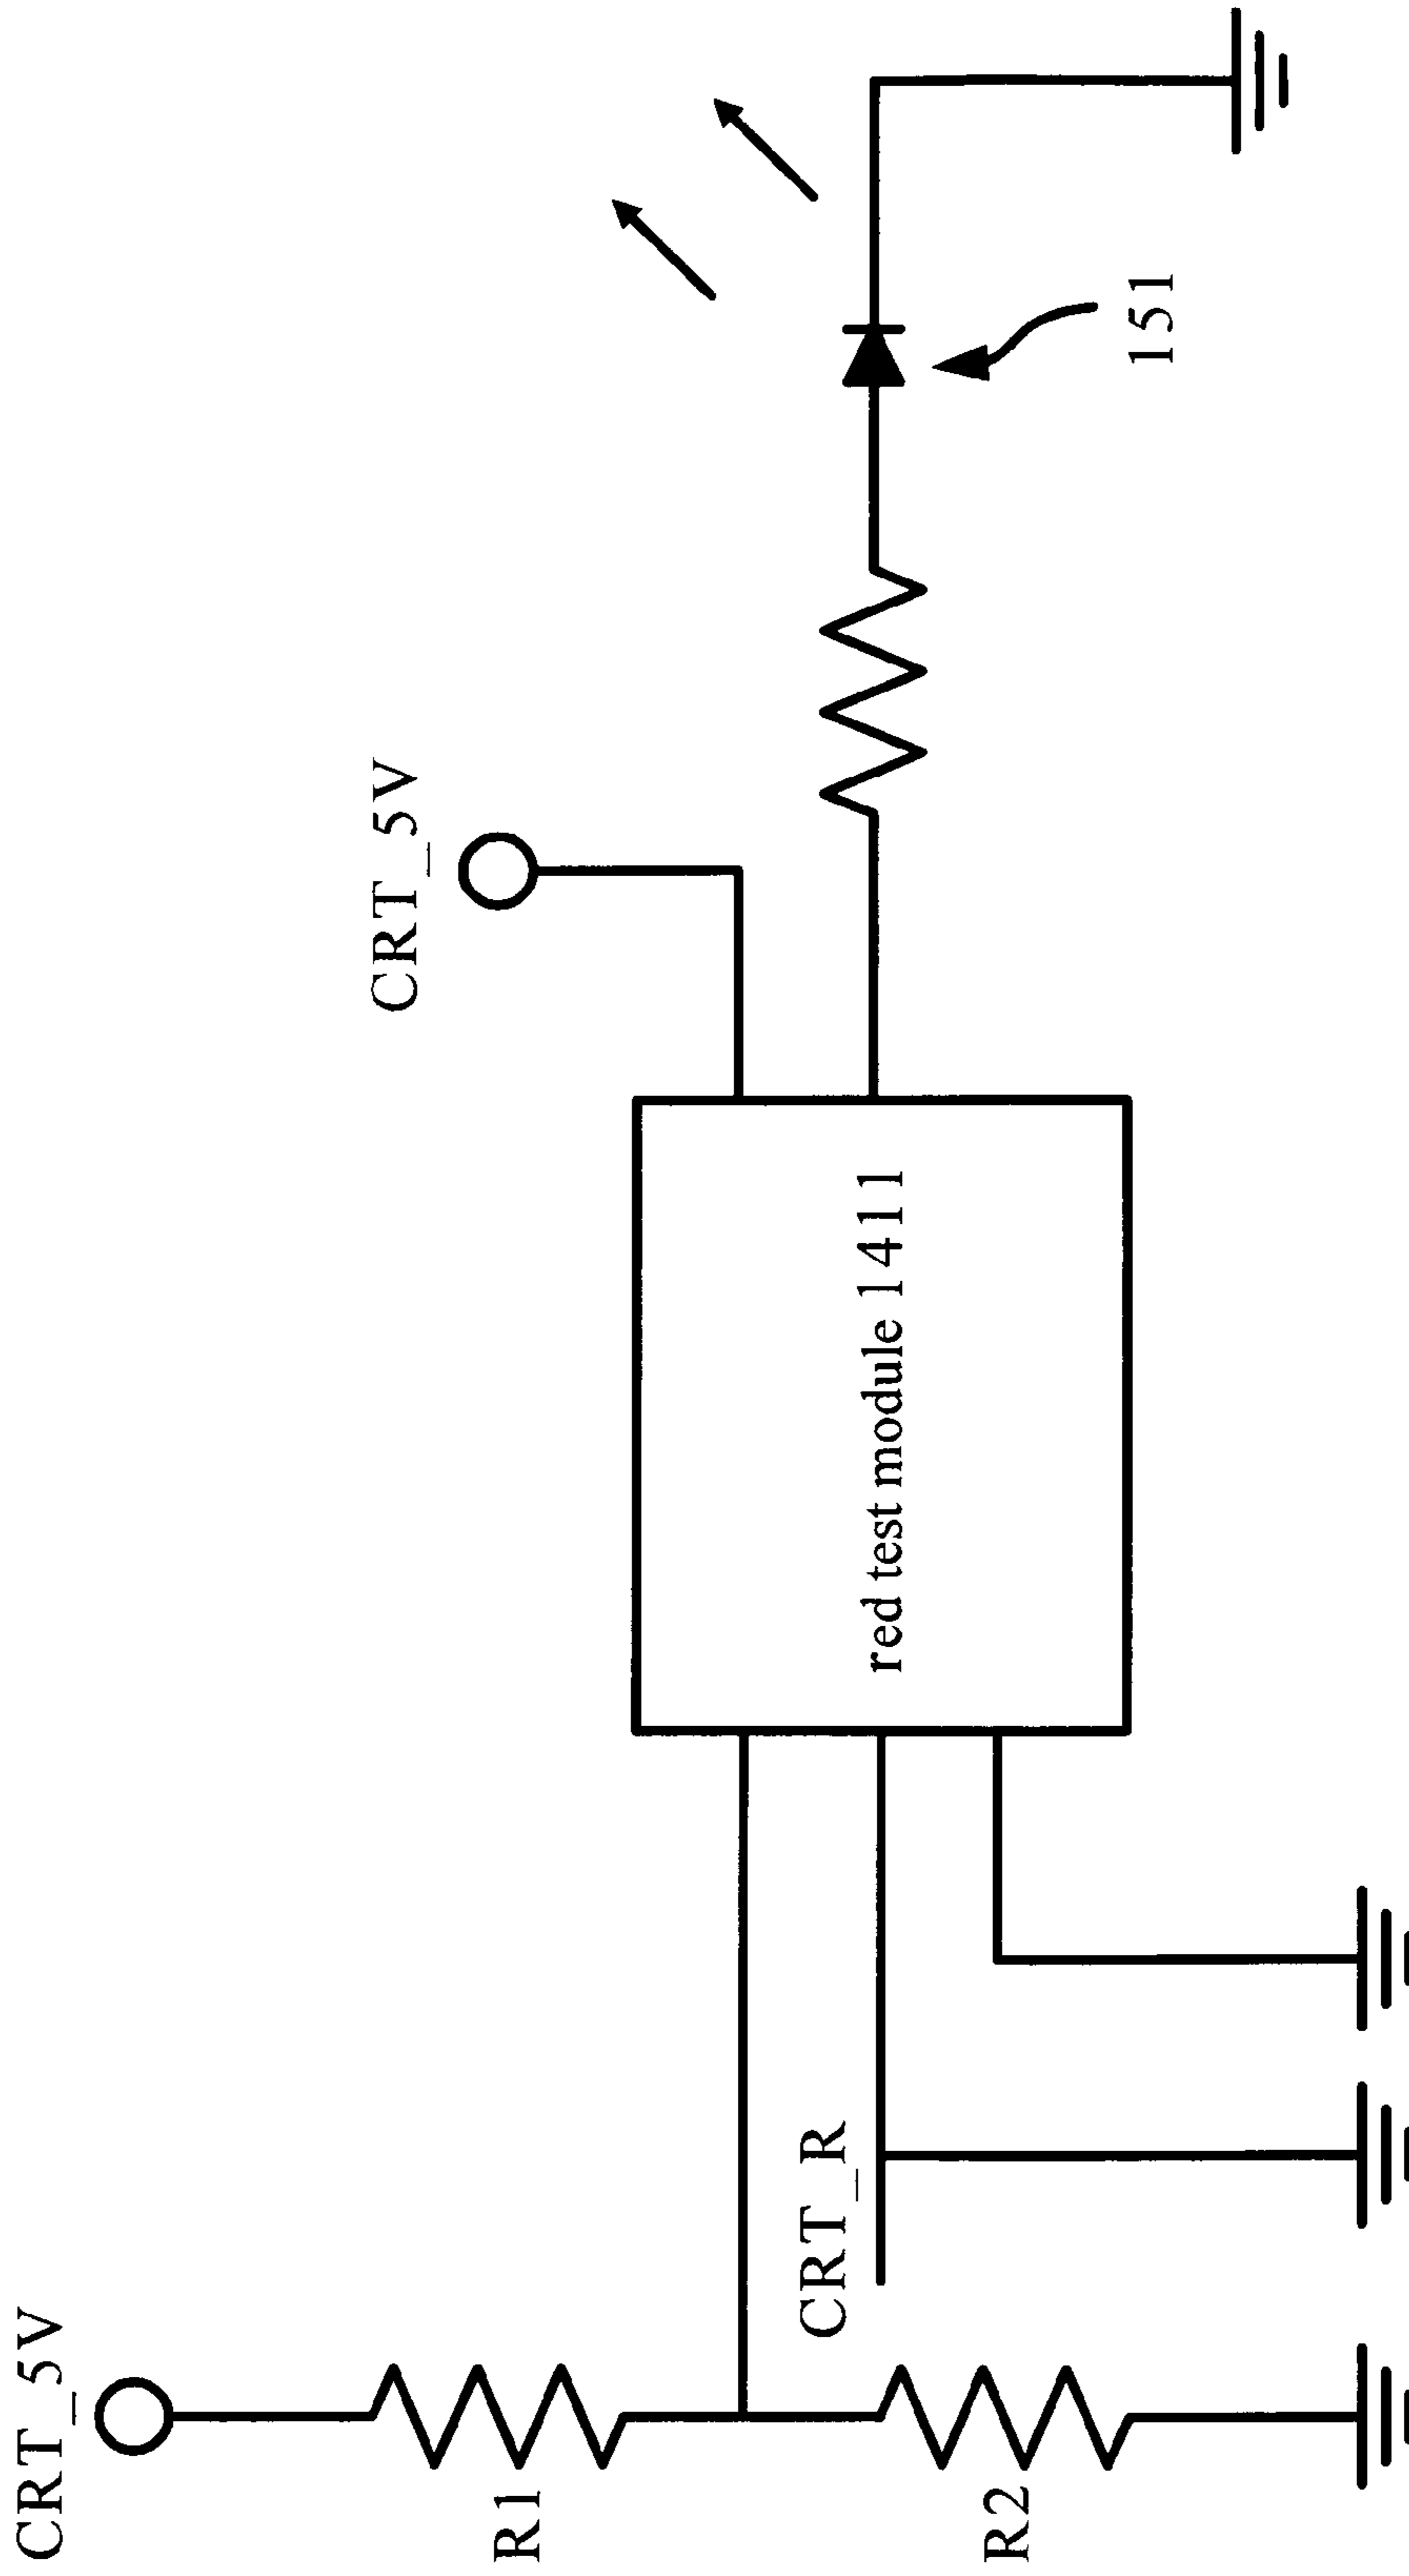 CRT_5V
R1
R2
CRT_R
red test module 1411
CRT_5V
151